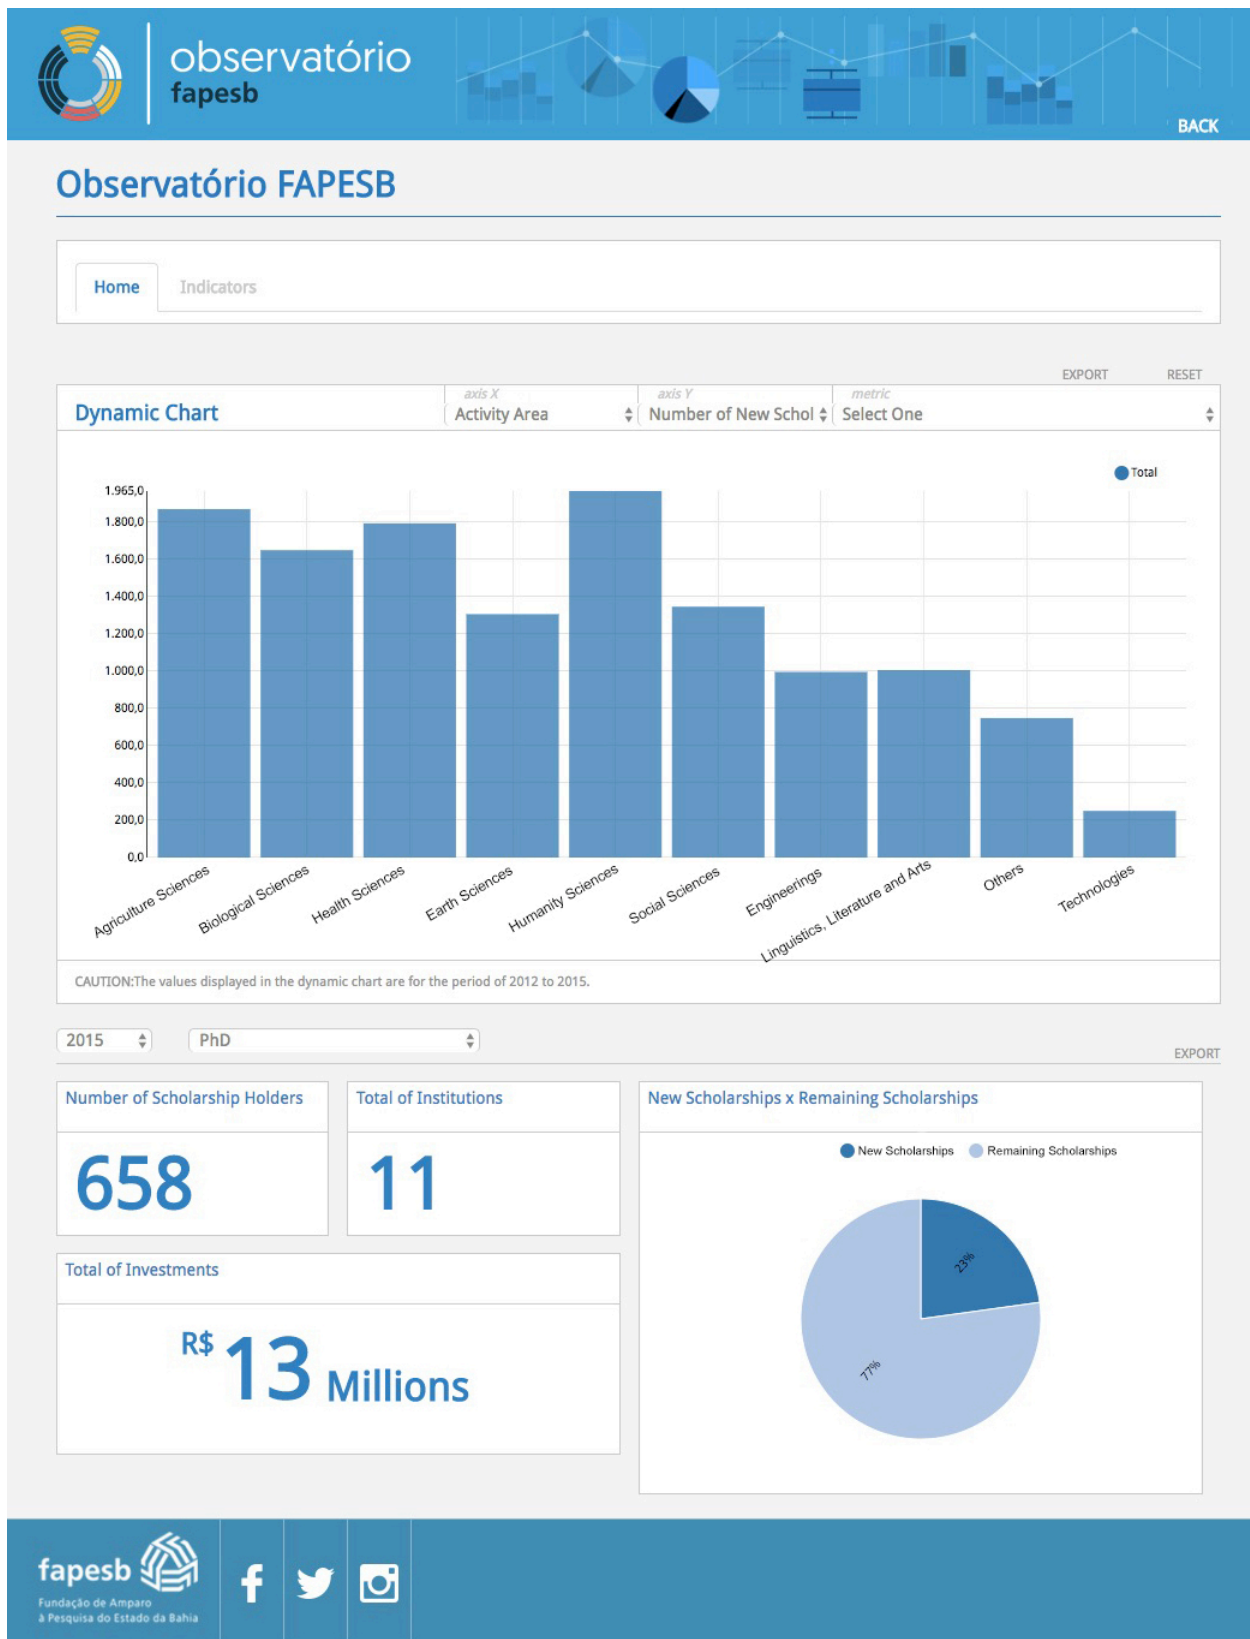 observatório
fapesb
BACK
Observatório FAPESB
Home Indicators
EXPORT RESET
Dynamic Chart
axis X axis Y metric
Activity Area Number of New Schol Select One
Total
1.965,0
1.800,0
1.600,0
1.400,0
1.200,0
1.000,0
800,0
600,0
400,0
200,0
0,0
Agriculture Sciences
Biological Sciences
Health Sciences
Earth Sciences
Humanity Sciences
Social Sciences
Engineerings
Linguistics, Literature and Arts
Others
Technologies
CAUTION:The values displayed in the dynamic chart are for the period of 2012 to 2015.
2015 PhD
EXPORT
Number of Scholarship Holders
658
Total of Institutions
11
New Scholarships x Remaining Scholarships
New Scholarships Remaining Scholarships
23%
77%
Total of Investments
R$ 13 Millions
fapesb
Fundação de Amparo
à Pesquisa do Estado da Bahia